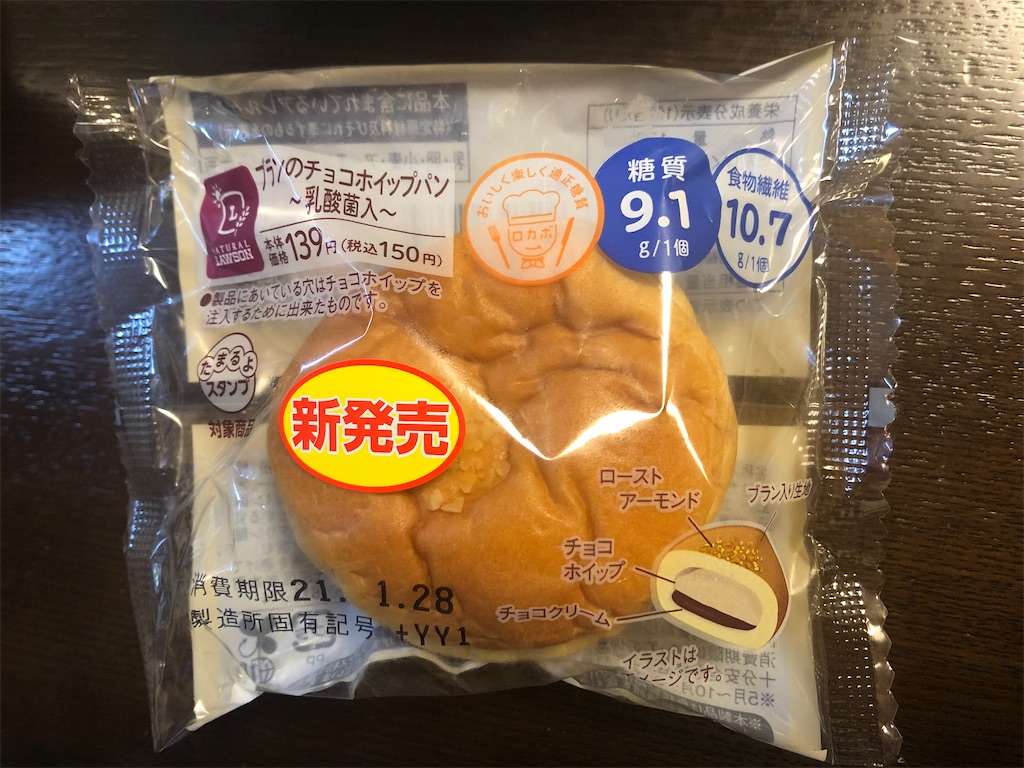 ブランのチョコホイップパン
~乳酸菌入~
本体価格139円(税込150円)
NATURAL
LAWSON
●製品にあいている穴はチョコホイップを
注入するために出来たものです。
おいしく楽しく適正糖質
ロカボ
糖質
9.1
g/1個
食物繊維
10.7
g/1個
たまるよ
スタンプ
対象商品
新発売
ロースト
アーモンド
ブラン入り生地
チョコ
ホイップ
チョコクリーム
イラストは
イメージです。
消費期限21. 1.28
製造所固有記号 +YY1